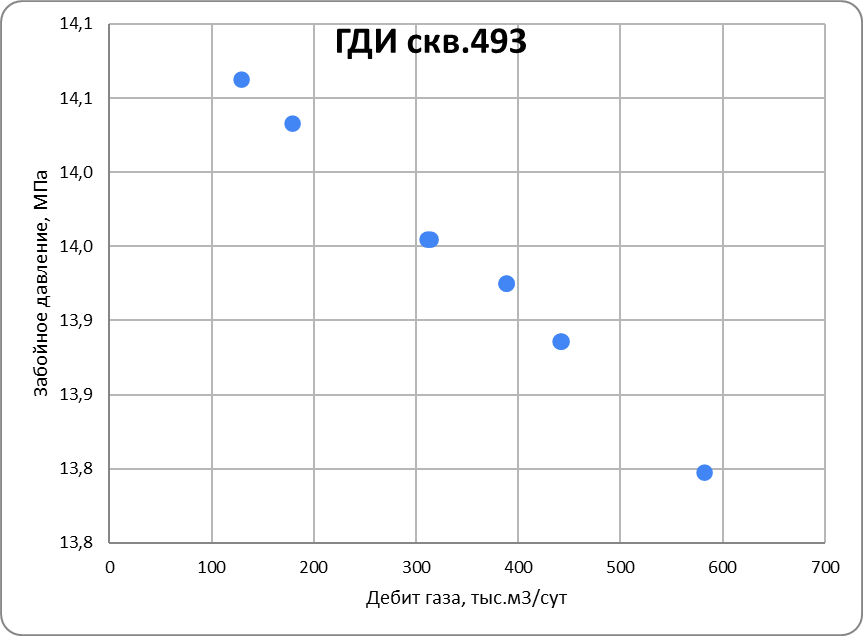 ГДИ скв.493
14,1
14,1
14,0
14,0
13,9
13,9
13,8
13,8
Забойное давление, МПа
0 100 200 300 400 500 600 700
Дебит газа, тыс.м3/сут